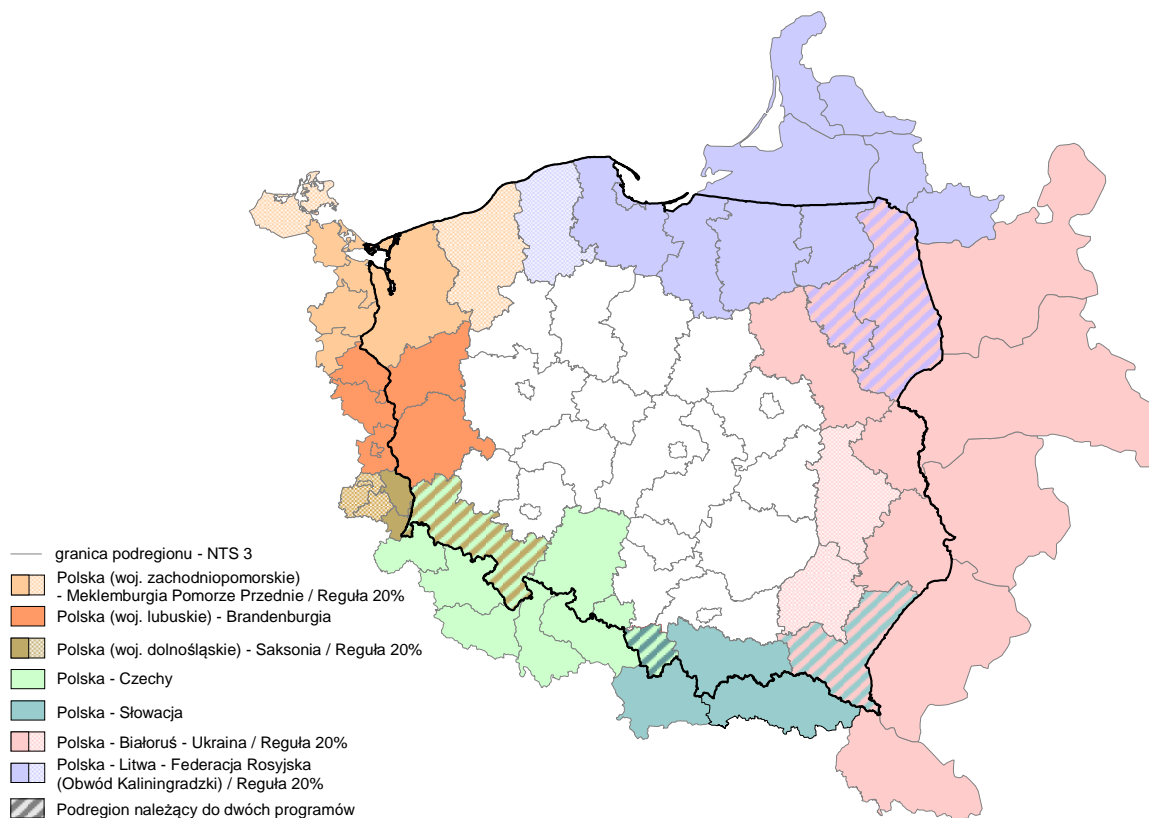 granica podregionu - NTS 3
Polska (woj. zachodniopomorskie)
- Meklemburgia Pomorze Przednie / Reguła 20%
Polska (woj. lubuskie) - Brandenburgia
Polska (woj. dolnośląskie) - Saksonia / Reguła 20%
Polska - Czechy
Polska - Słowacja
Polska - Białoruś - Ukraina / Reguła 20%
Polska - Litwa - Federacja Rosyjska
(Obwód Kaliningradzki) / Reguła 20%
Podregion należący do dwóch programów